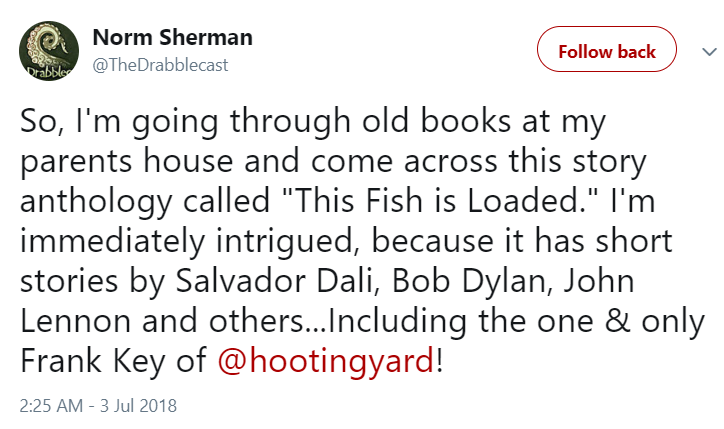 Norm Sherman
@TheDrabblecast
Follow back
Drabblec
So, I'm going through old books at my
parents house and come across this story
anthology called "This Fish is Loaded." I'm
immediately intrigued, because it has short
stories by Salvador Dali, Bob Dylan, John
Lennon and others...Including the one & only
Frank Key of @hootingyard!
2:25 AM - 3 Jul 2018